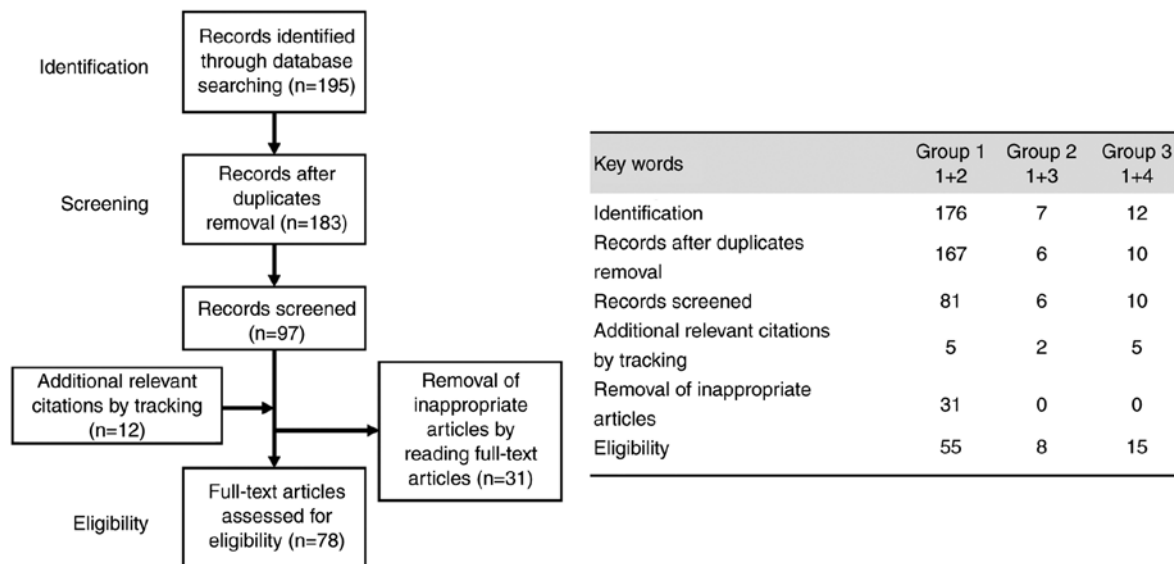 Identification
Records identified
through database
searching (n=195)
Screening
Records after
duplicates
removal (n=183)
Records screened
(n=97)
Additional relevant
citations by tracking
(n=12)
Removal of
inappropriate
articles by
reading full-text
articles (n=31)
Eligibility
Full-text articles
assessed for
eligibility (n=78)
Key words Group 1 Group 2 Group 3
1+2 1+3 1+4
Identification 176 7 12
Records after duplicates
removal 167 6 10
Records screened 81 6 10
Additional relevant citations
by tracking 5 2 5
Removal of inappropriate
articles 31 0 0
Eligibility 55 8 15